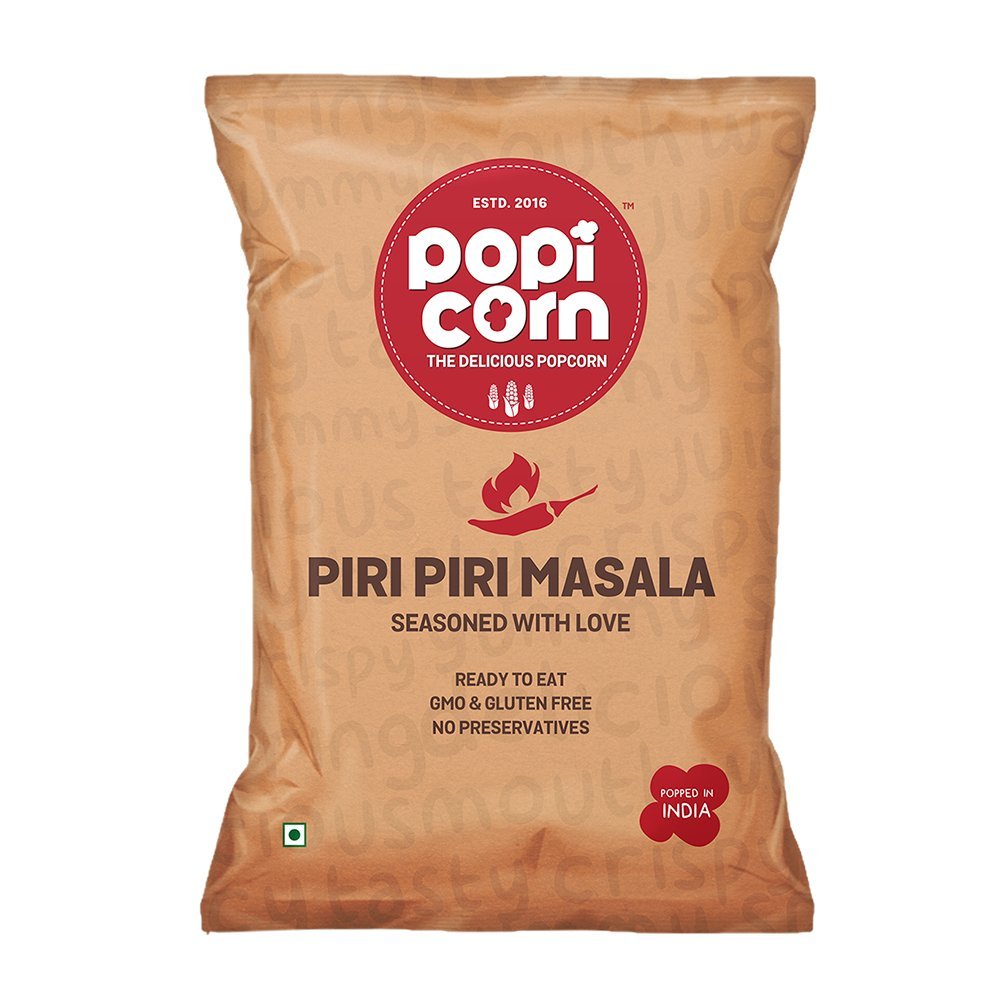 ESTD. 2016
TM
popi
corn
THE DELICIOUS POPCORN
PIRI PIRI MASALA
SEASONED WITH LOVE
READY TO EAT
GMO & GLUTEN FREE
NO PRESERVATIVES
POPPED IN
INDIA